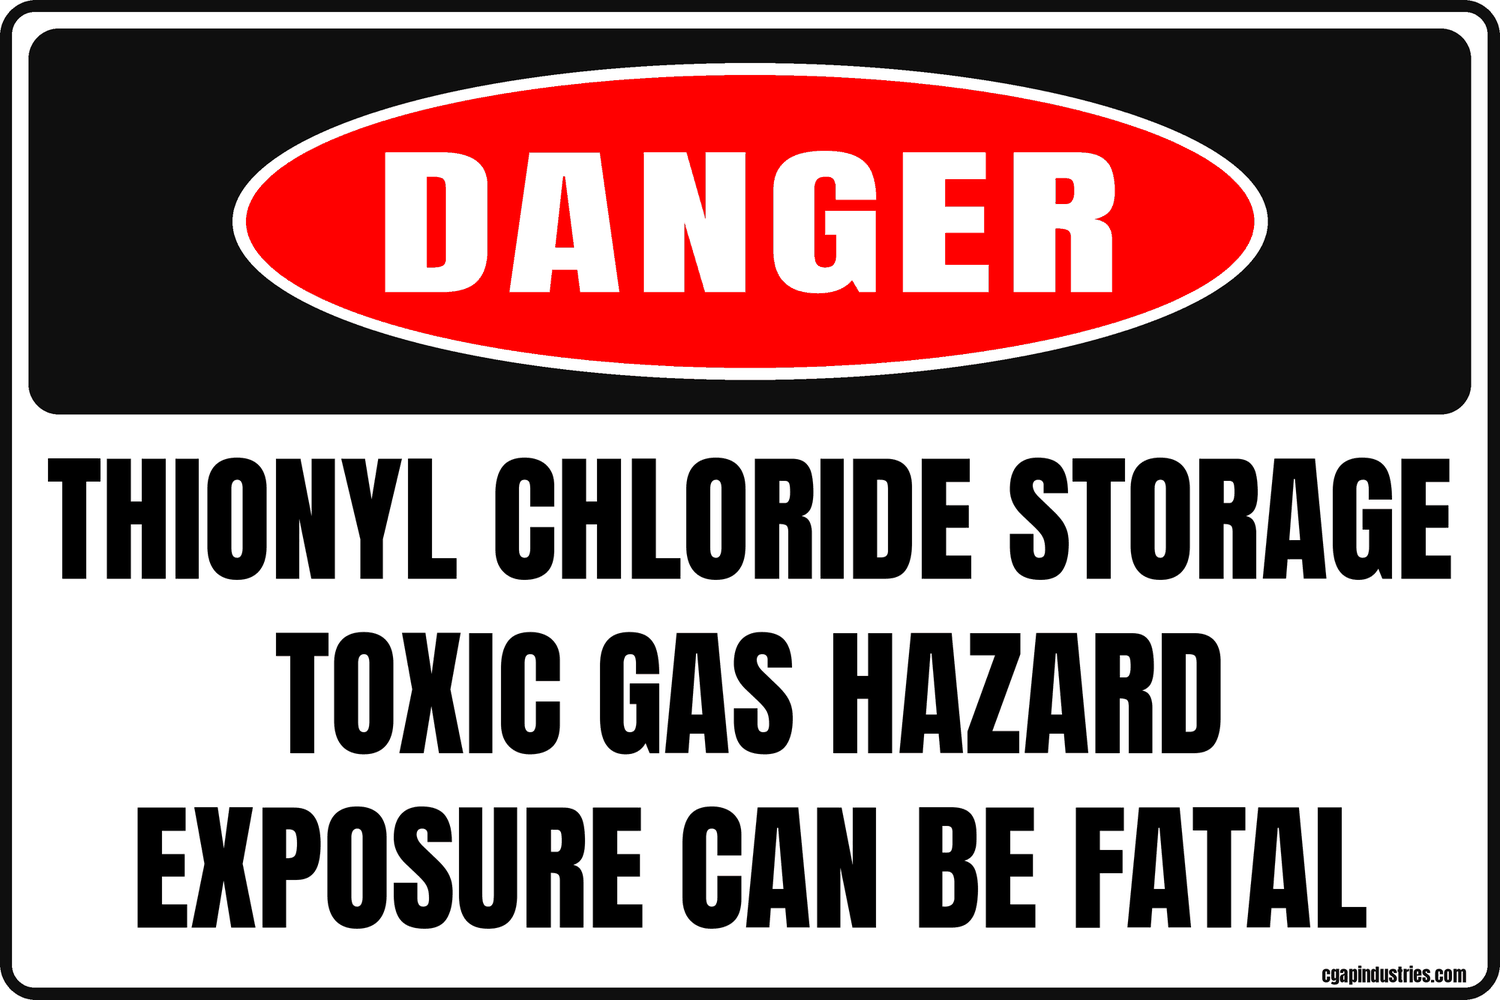 DANGER
THIONYL CHLORIDE STORAGE
TOXIC GAS HAZARD
EXPOSURE CAN BE FATAL
cgapindustries.com